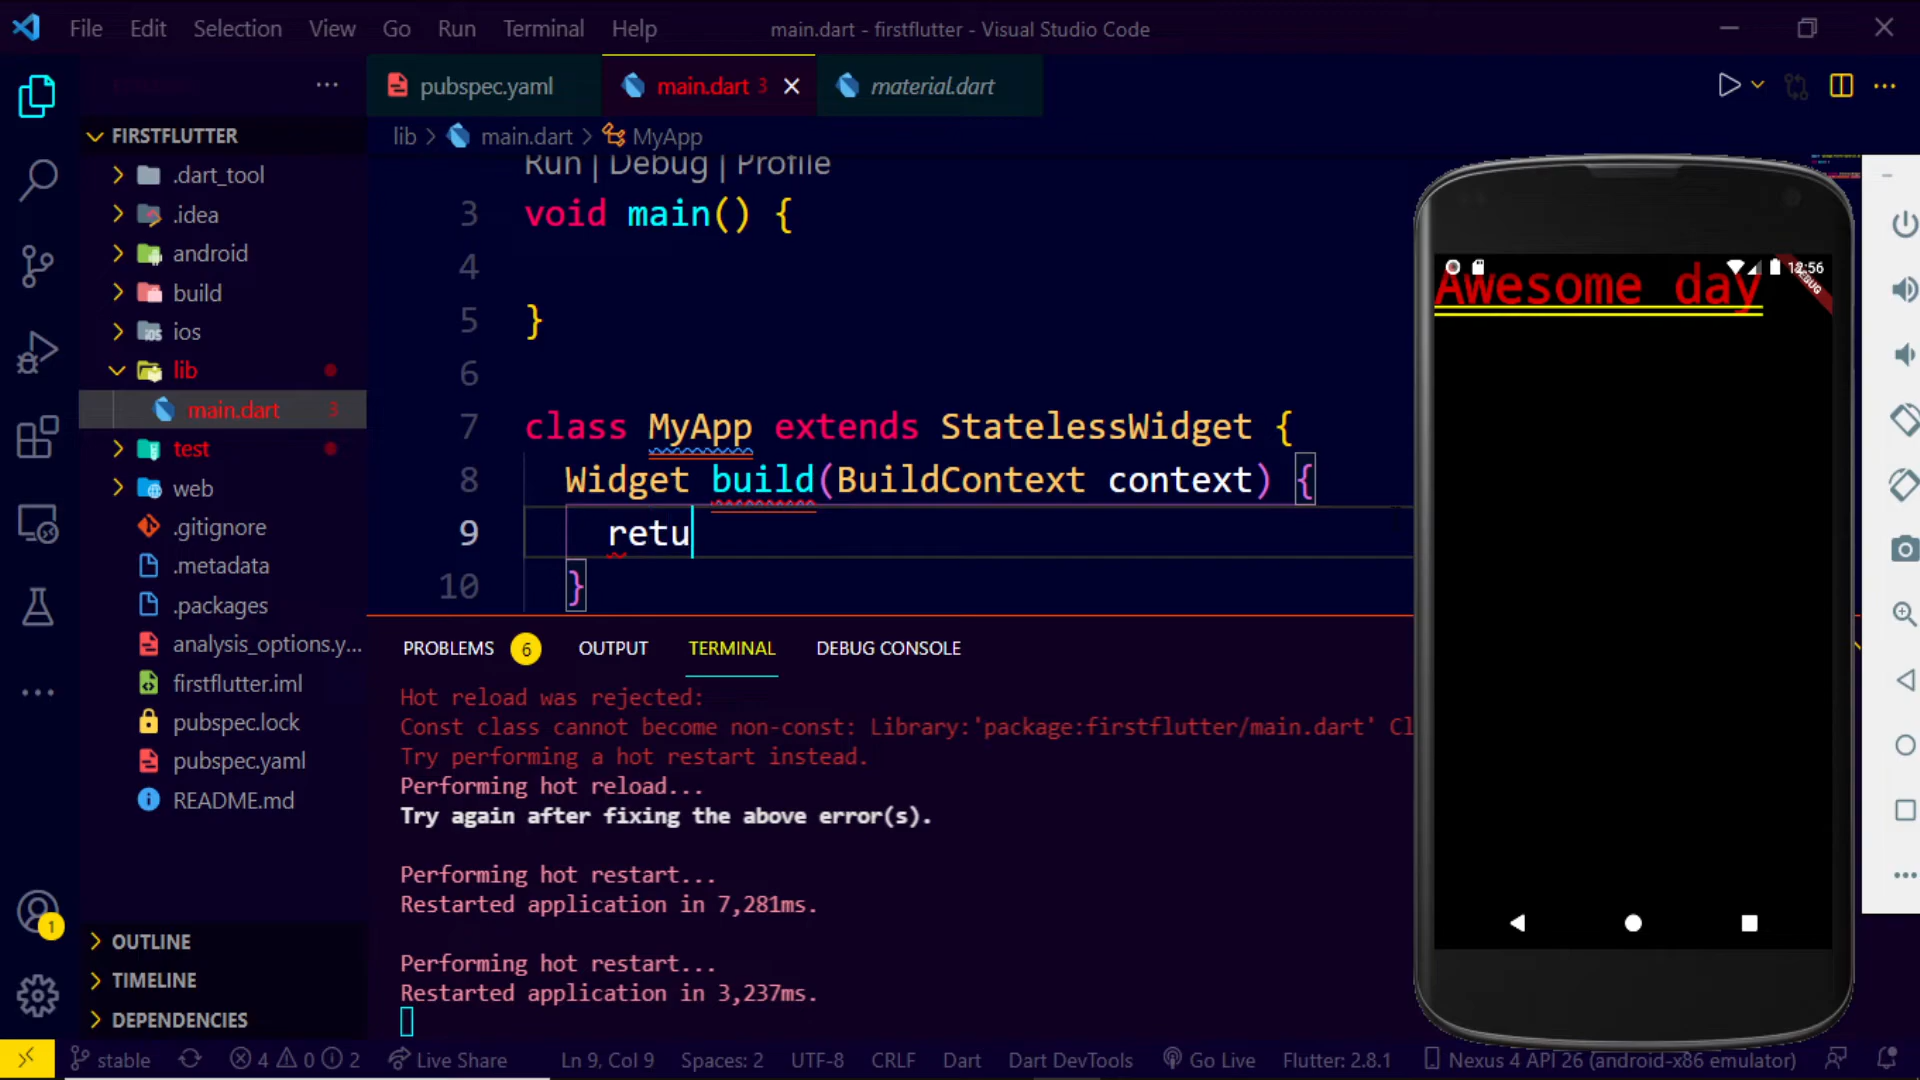 File Edit Selection View Go Run Terminal Help
main.dart - firstflutter - Visual Studio Code
pubspec.yaml
main.dart 3
material.dart
FIRSTFLUTTER
.dart_tool
.idea
android
build
ios
lib
main.dart 3
test
web
.gitignore
.metadata
.packages
analysis_options.y...
firstflutter.iml
pubspec.lock
pubspec.yaml
README.md
OUTLINE
TIMELINE
DEPENDENCIES
lib > main.dart > MyApp
Run | Debug | Profile
3 void main() {
4
5 }
6
7 class MyApp extends StatelessWidget {
8 Widget build(BuildContext context) {
9 retu
10 }
PROBLEMS 6 OUTPUT TERMINAL DEBUG CONSOLE
Hot reload was rejected:
Const class cannot become non-const: Library:'package:firstflutter/main.dart' Cl
Try performing a hot restart instead.
Performing hot reload...
Try again after fixing the above error(s).
Performing hot restart...
Restarted application in 7,281ms.
Performing hot restart...
Restarted application in 3,237ms.
12:56
DEBUG
Awesome day
1
stable 4 0 2 Live Share Ln 9, Col 9 Spaces: 2 UTF-8 CRLF Dart Dart DevTools Go Live Flutter: 2.8.1 Nexus 4 API 26 (android-x86 emulator)